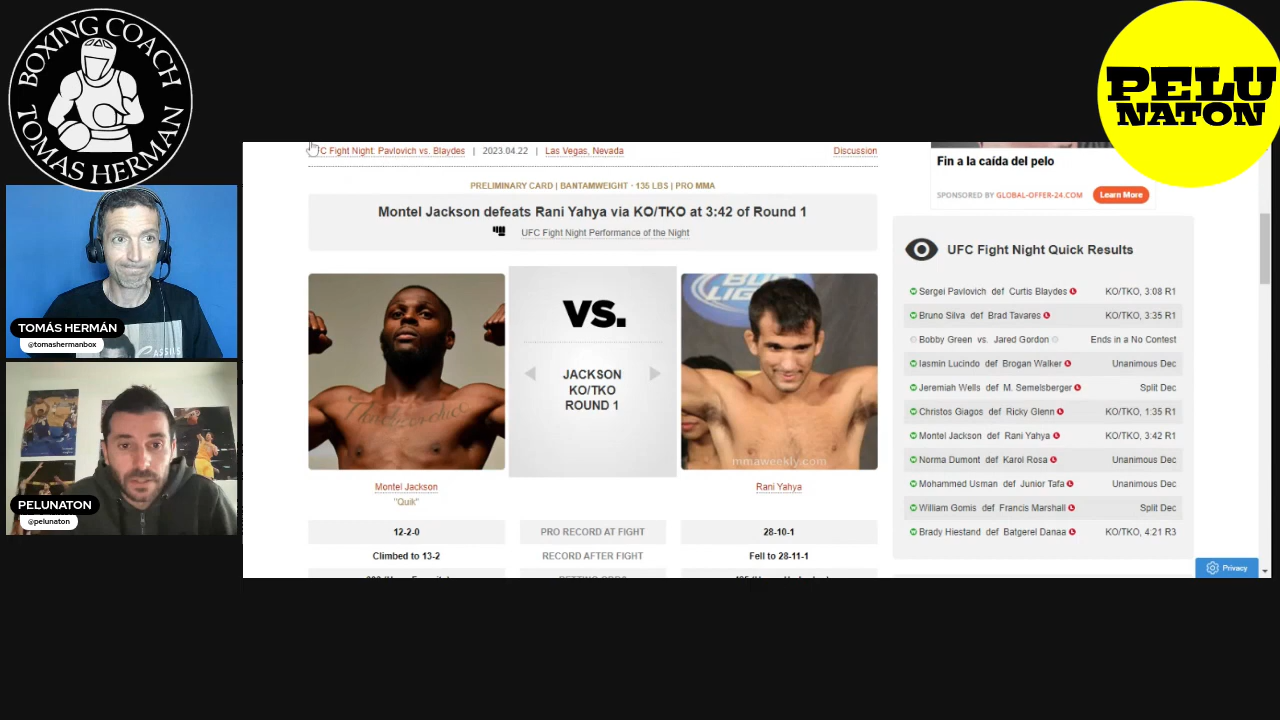 BOXING COACH
TOMAS HERMAN
PELU
NATON
TOMÁS HERMÁN
@tomashermanbox
PELUNATON
@pelunaton
C Fight Night: Pavlovich vs. Blaydes | 2023.04.22 | Las Vegas, Nevada
Discussion
PRELIMINARY CARD | BANTAMWEIGHT · 135 LBS | PRO MMA
Montel Jackson defeats Rani Yahya via KO/TKO at 3:42 of Round 1
UFC Fight Night Performance of the Night
VS.
JACKSON
KO/TKO
ROUND 1
mmaweekly.com
Montel Jackson
"Quik"
Rani Yahya
12-2-0 PRO RECORD AT FIGHT 28-10-1
Climbed to 13-2 RECORD AFTER FIGHT Fell to 28-11-1
Fin a la caída del pelo
SPONSORED BY GLOBAL-OFFER-24.COM
Learn More
UFC Fight Night Quick Results
Sergei Pavlovich def Curtis Blaydes KO/TKO, 3:08 R1
Bruno Silva def Brad Tavares KO/TKO, 3:35 R1
Bobby Green vs. Jared Gordon Ends in a No Contest
Iasmin Lucindo def Brogan Walker Unanimous Dec
Jeremiah Wells def M. Semelsberger Split Dec
Christos Giagos def Ricky Glenn KO/TKO, 1:35 R1
Montel Jackson def Rani Yahya KO/TKO, 3:42 R1
Norma Dumont def Karol Rosa Unanimous Dec
Mohammed Usman def Junior Tafa Unanimous Dec
William Gomis def Francis Marshall Split Dec
Brady Hiestand def Batgerel Danaa KO/TKO, 4:21 R3
Privacy